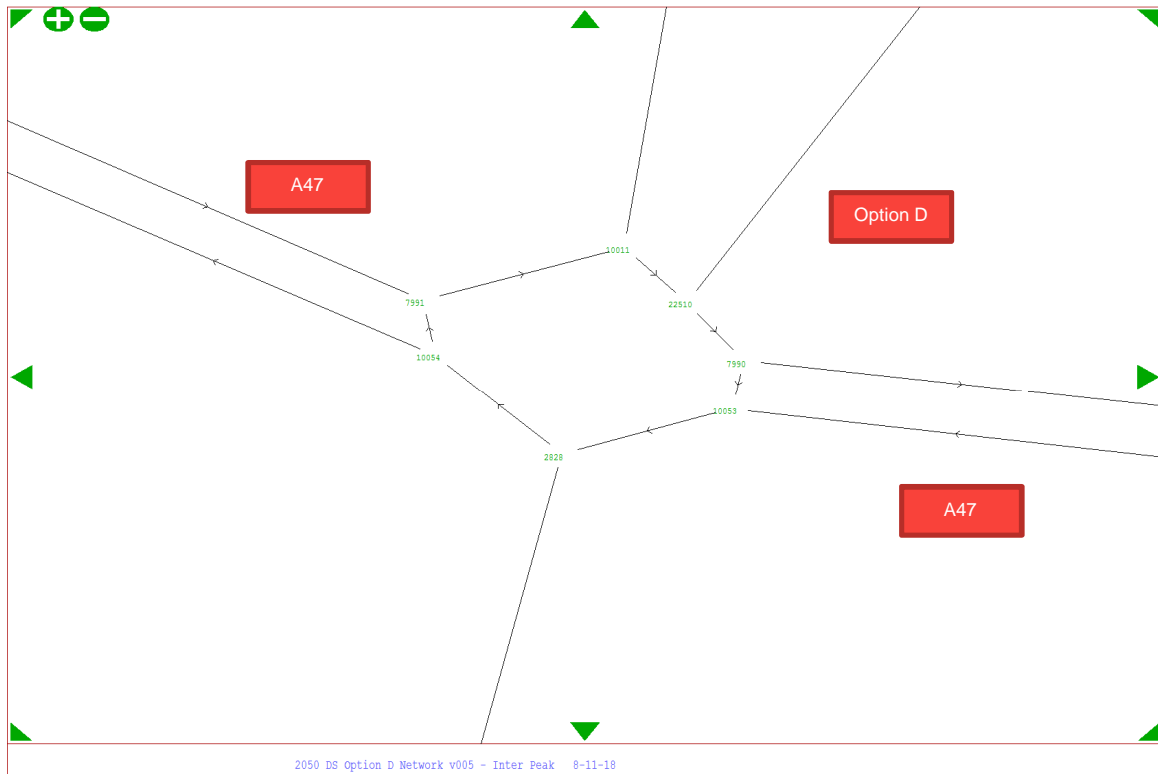 A47
Option D
10011
7991
22510
10054
7990
10053
2828
A47
2050 DS Option D Network v005 - Inter Peak 8-11-18